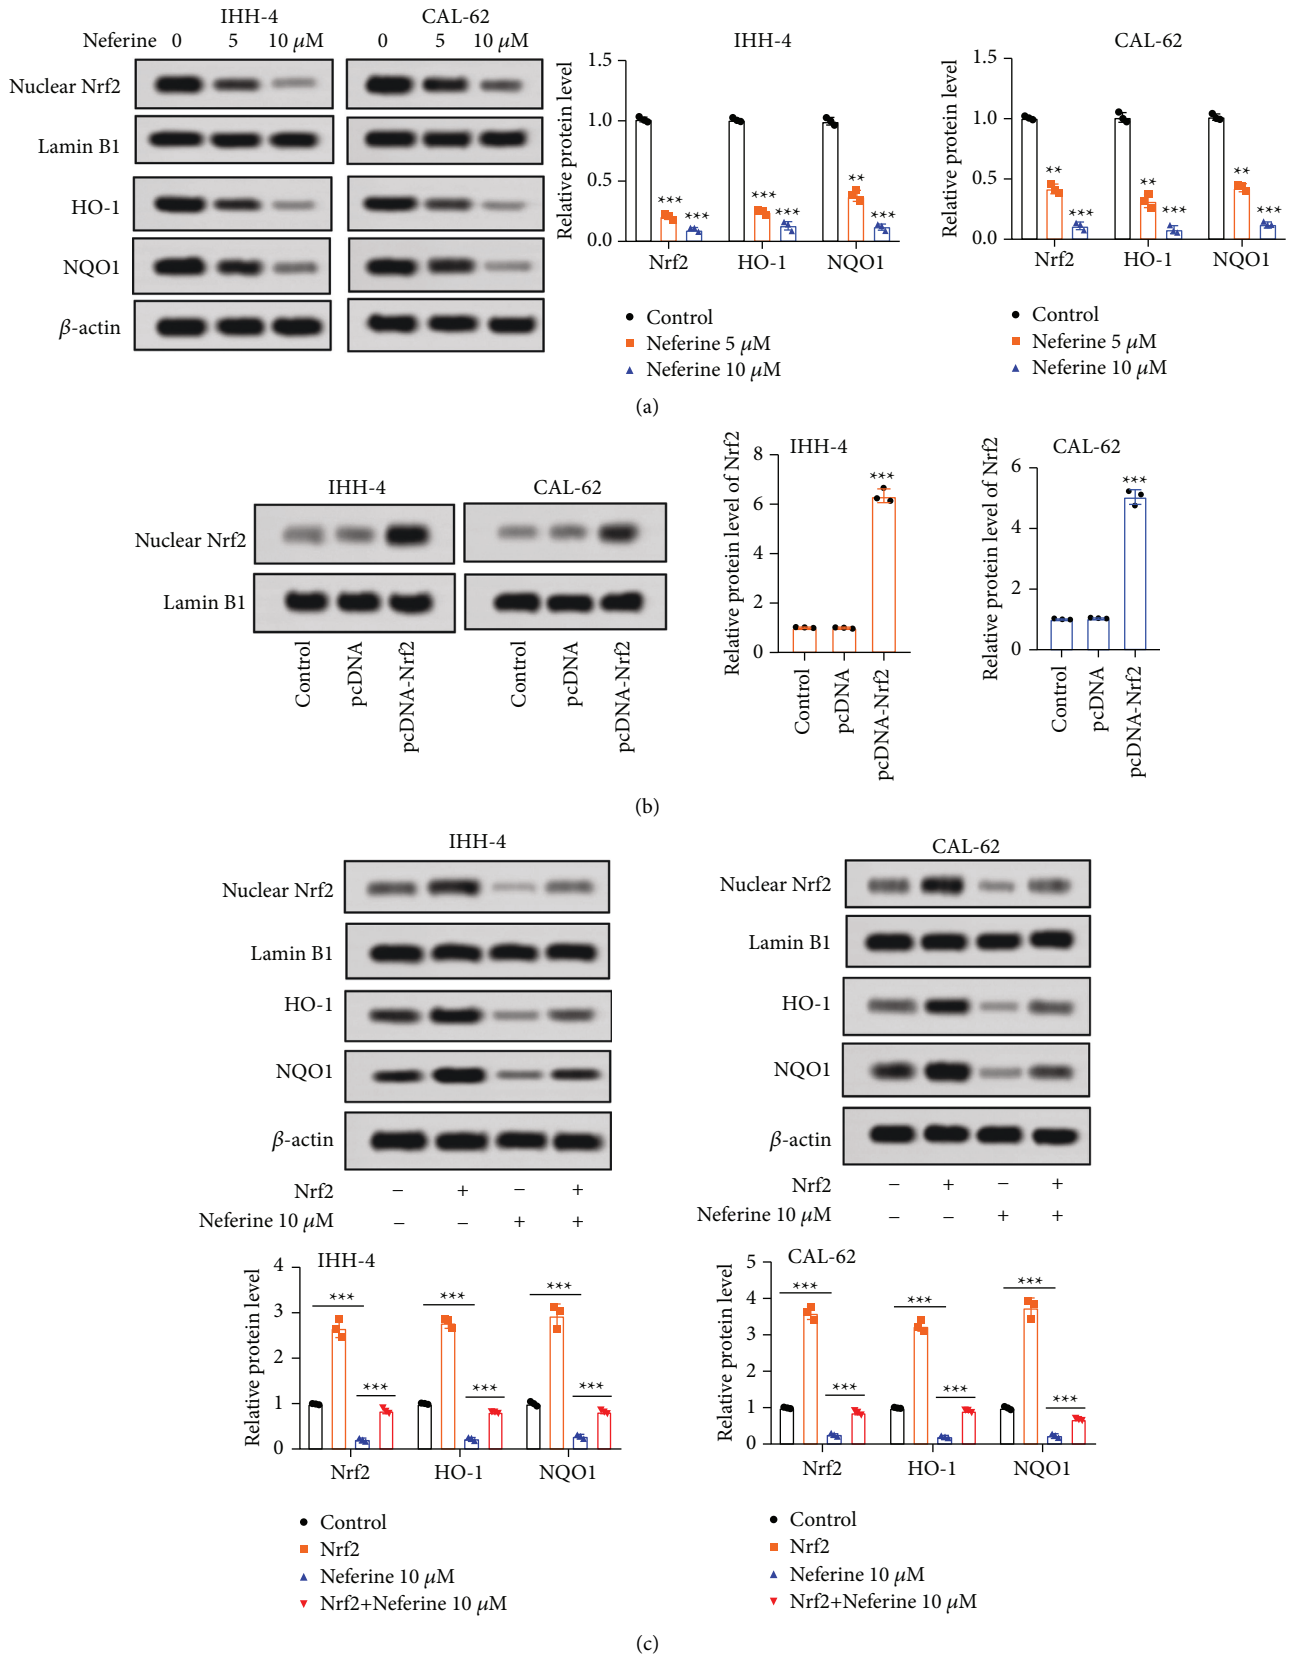 IHH-4 CAL-62
Neferine 0 5 10 μM 0 5 10 μM
Nuclear Nrf2
Lamin B1
HO-1
NQO1
β-actin
IHH-4
Relative protein level
1.5
1.0
0.5
0.0
*** *** *** *** ** ***
Nrf2 HO-1 NQO1
Control
Neferine 5 μM
Neferine 10 μM
CAL-62
Relative protein level
1.5
1.0
0.5
0.0
** *** ** *** ** ***
Nrf2 HO-1 NQO1
Control
Neferine 5 μM
Neferine 10 μM
(a)
IHH-4 CAL-62
Nuclear Nrf2
Lamin B1
Control pcDNA pcDNA-Nrf2 Control pcDNA pcDNA-Nrf2
IHH-4
Relative protein level of Nrf2
8
6
4
2
0
***
Control pcDNA pcDNA-Nrf2
CAL-62
Relative protein level of Nrf2
6
4
2
0
***
Control pcDNA pcDNA-Nrf2
(b)
IHH-4
Nuclear Nrf2
Lamin B1
HO-1
NQO1
β-actin
Nrf2 – + – +
Neferine 10 μM – – + +
CAL-62
Nuclear Nrf2
Lamin B1
HO-1
NQO1
β-actin
Nrf2 – + – +
Neferine 10 μM – – + +
IHH-4
Relative protein level
4
3
2
1
0
*** *** ***
*** *** ***
Nrf2 HO-1 NQO1
Control
Nrf2
Neferine 10 μM
Nrf2+Neferine 10 μM
CAL-62
Relative protein level
5
4
3
2
1
0
*** *** ***
*** *** ***
Nrf2 HO-1 NQO1
Control
Nrf2
Neferine 10 μM
Nrf2+Neferine 10 μM
(c)